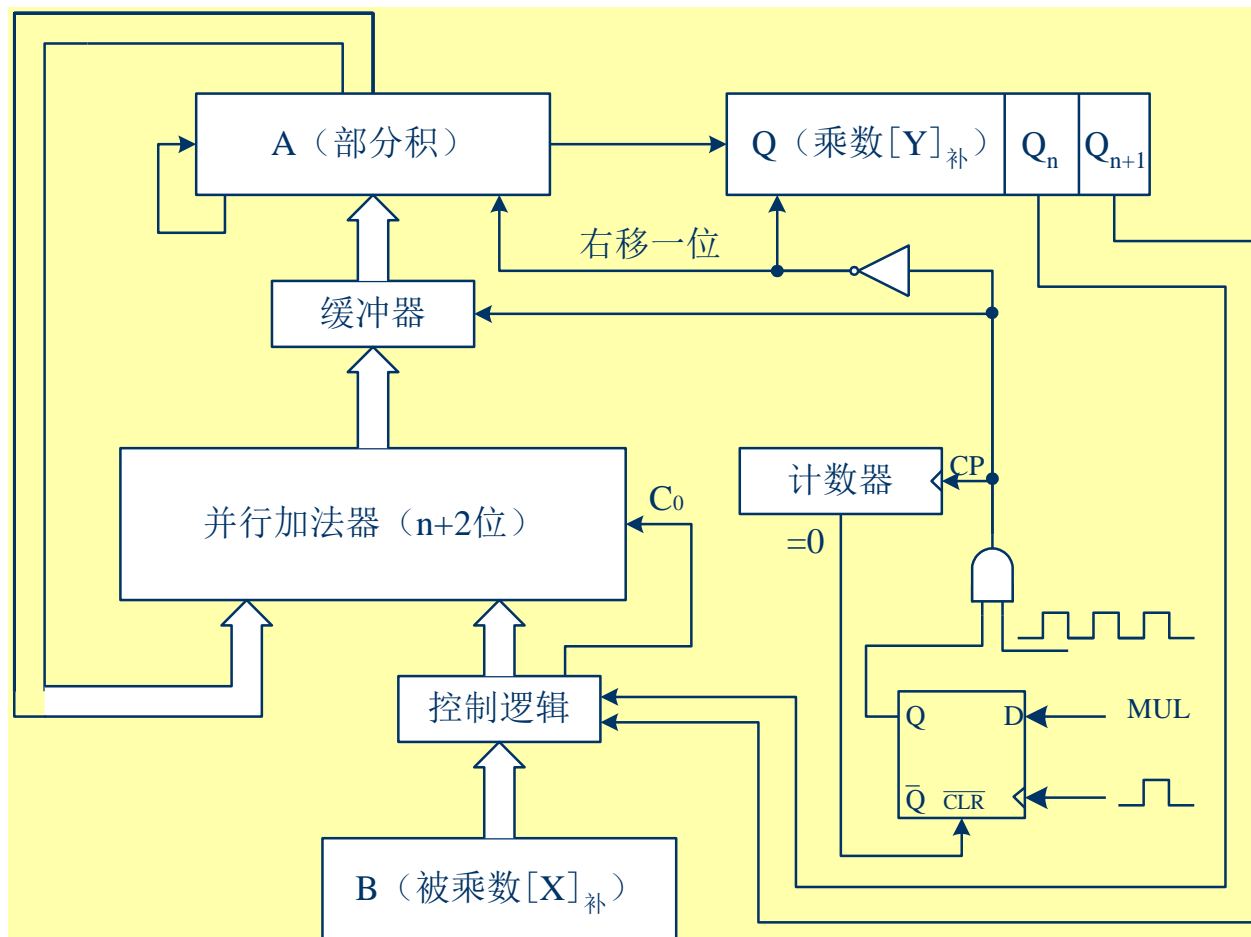 A（部分积）
Q（乘数[Y]补）
Qn
Qn+1
右移一位
缓冲器
计数器
CP
C0
并行加法器（n+2位）
=0
控制逻辑
Q
D
MUL
Q̅
C̅L̅R̅
B（被乘数[X]补）